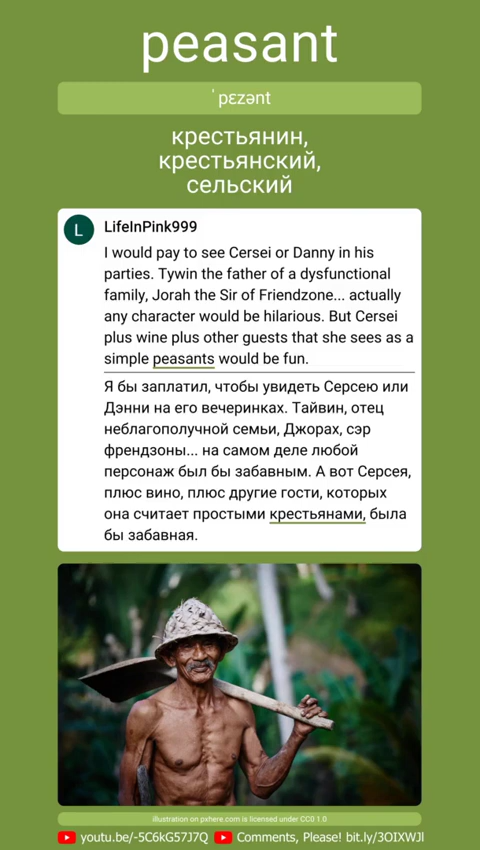 peasant
ˈpɛzənt
крестьянин,
крестьянский,
сельский
L
LifeInPink999
I would pay to see Cersei or Danny in his
parties. Tywin the father of a dysfunctional
family, Jorah the Sir of Friendzone... actually
any character would be hilarious. But Cersei
plus wine plus other guests that she sees as a
simple peasants would be fun.
Я бы заплатил, чтобы увидеть Серсею или
Дэнни на его вечеринках. Тайвин, отец
неблагополучной семьи, Джорах, сэр
френдзоны... на самом деле любой
персонаж был бы забавным. А вот Серсея,
плюс вино, плюс другие гости, которых
она считает простыми крестьянами, была
бы забавная.
illustration on pxhere.com is licensed under CC0 1 0
youtu.be/-5C6kG57J7Q Comments, Please! bit.ly/3OIXWJl